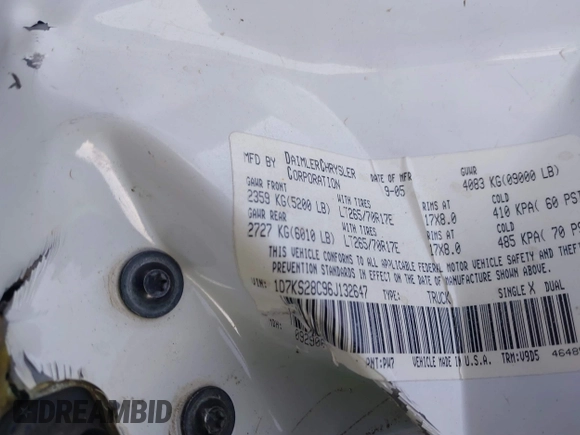 MFD BY DAIMLERCHRYSLER CORPORATION
DATE OF MFR 9-05
GVWR 4083 KG(09000 LB)
GAWR FRONT WITH TIRES RIMS AT COLD
2359 KG(5200 LB) LT265/70R17E 17X8.0 410 KPA( 60 PS
GAWR REAR WITH TIRES RIMS AT COLD
2727 KG(6010 LB) LT265/70R17E 17X8.0 485 KPA( 70 PS
THIS VEHICLE CONFORMS TO ALL APPLICABLE FEDERAL MOTOR VEHICLE SAFETY AND THEFT
PREVENTION STANDARDS IN EFFECT ON THE DATE OF MANUFACTURE SHOWN ABOVE.
VIN: 1D7KS28C96J132647 TYPE: TRUCK SINGLE X DUAL
PNT:PW7 VEHICLE MADE IN U.S.A. TRM:V9D5
DREAMBID